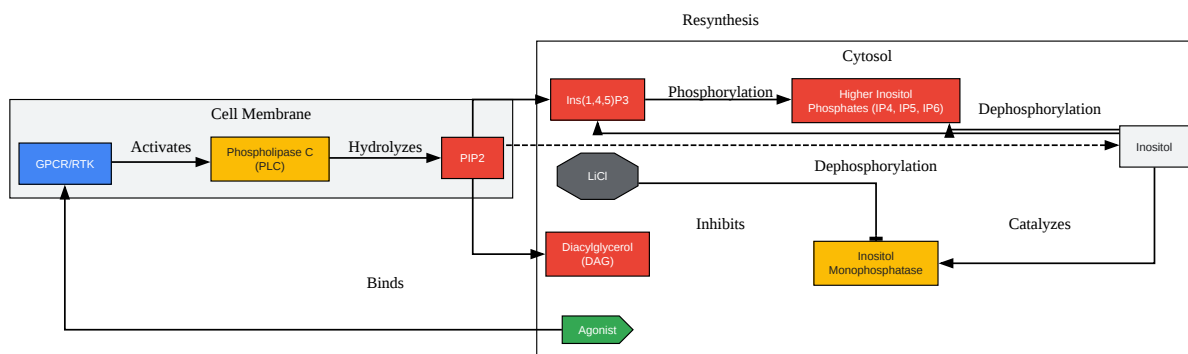 Resynthesis
Cytosol
Cell Membrane
Ins(1,4,5)P3
Phosphorylation
Higher Inositol
Phosphates (IP4, IP5, IP6)
Dephosphorylation
GPCR/RTK
Activates
Phospholipase C
(PLC)
Hydrolyzes
PIP2
Inositol
LiCl
Dephosphorylation
Inhibits
Catalyzes
Diacylglycerol
(DAG)
Inositol
Monophosphatase
Binds
Agonist